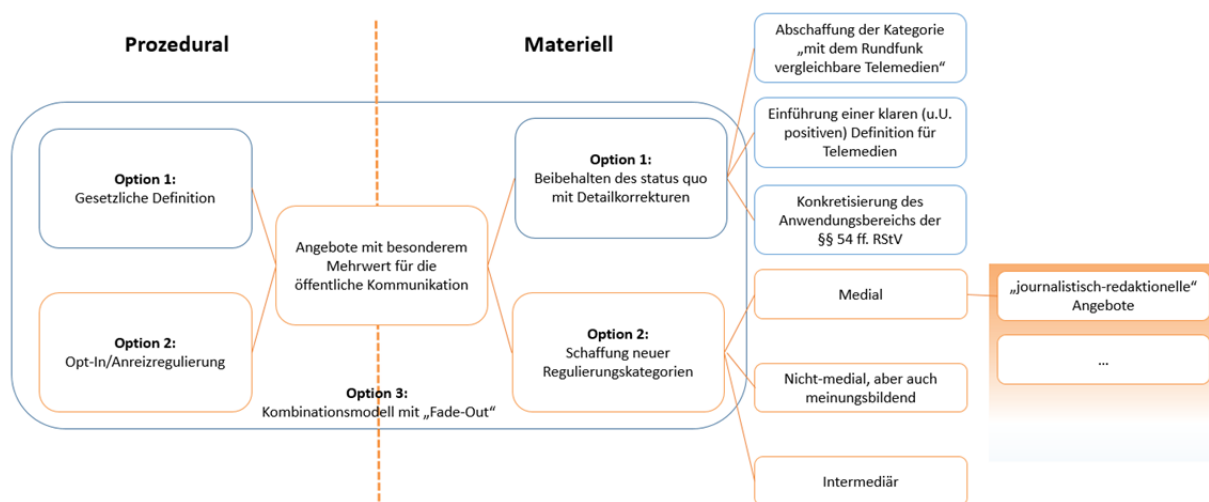 Prozedural
Materiell
Option 1:
Gesetzliche Definition
Option 2:
Opt-In/Anreizregulierung
Angebote mit besonderem
Mehrwert für die
öffentliche Kommunikation
Option 3:
Kombinationsmodell mit „Fade-Out“
Option 1:
Beibehalten des status quo
mit Detailkorrekturen
Option 2:
Schaffung neuer
Regulierungskategorien
Abschaffung der Kategorie
„mit dem Rundfunk
vergleichbare Telemedien“
Einführung einer klaren (u.U.
positiven) Definition für
Telemedien
Konkretisierung des
Anwendungsbereichs der
§§ 54 ff. RStV
Medial
Nicht-medial, aber auch
meinungsbildend
Intermediär
„journalistisch-redaktionelle“
Angebote
...